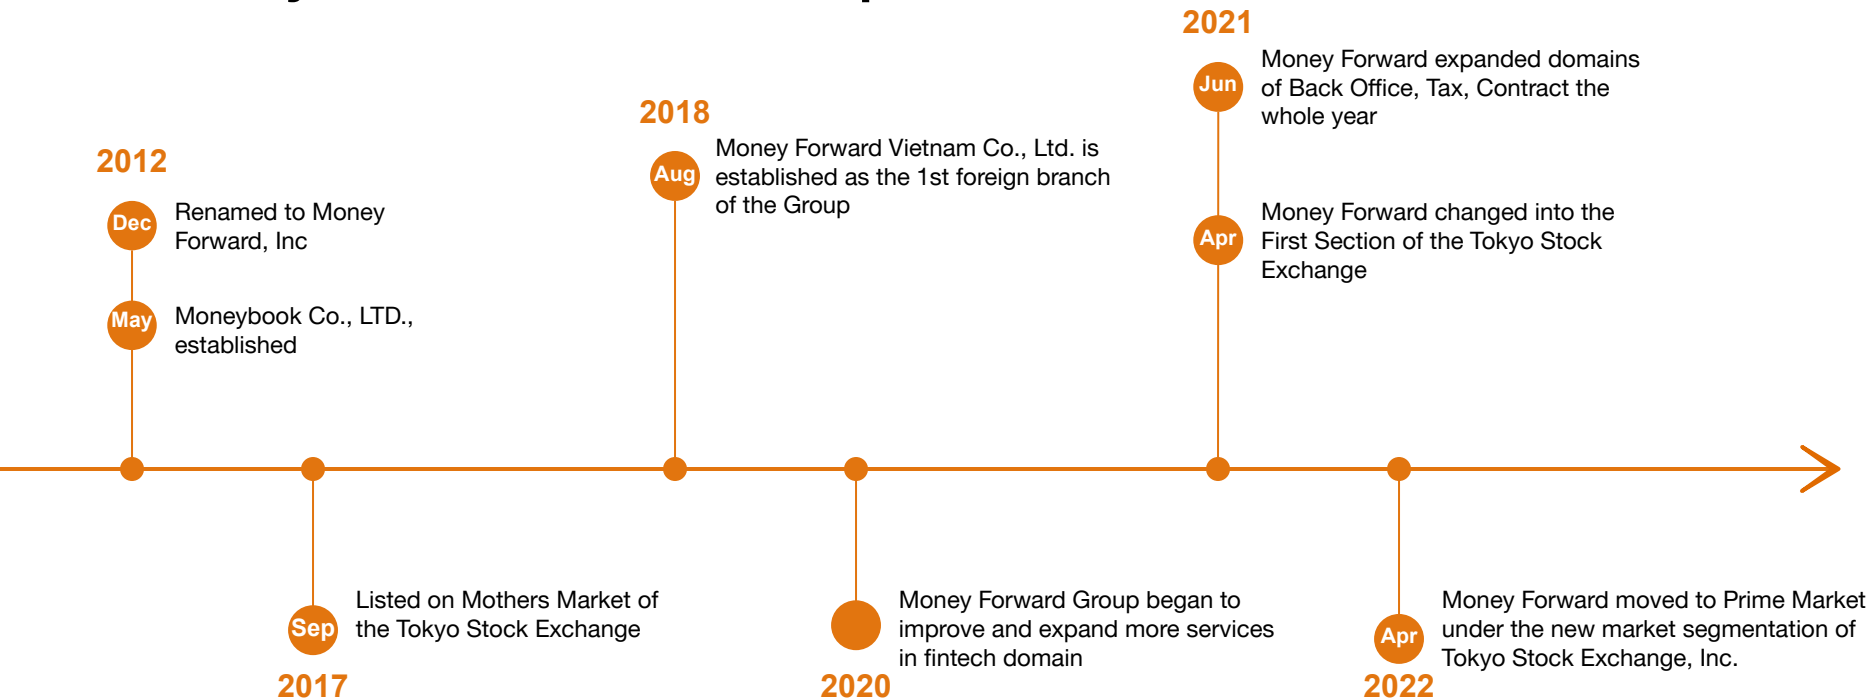 2012
Dec
Renamed to Money
Forward, Inc
May
Moneybook Co., LTD.,
established
Sep
Listed on Mothers Market of
the Tokyo Stock Exchange
2017
2018
Aug
Money Forward Vietnam Co., Ltd. is
established as the 1st foreign branch
of the Group
Money Forward Group began to
improve and expand more services
in fintech domain
2020
2021
Jun
Money Forward expanded domains
of Back Office, Tax, Contract the
whole year
Apr
Money Forward changed into the
First Section of the Tokyo Stock
Exchange
Apr
Money Forward moved to Prime Market
under the new market segmentation of
Tokyo Stock Exchange, Inc.
2022